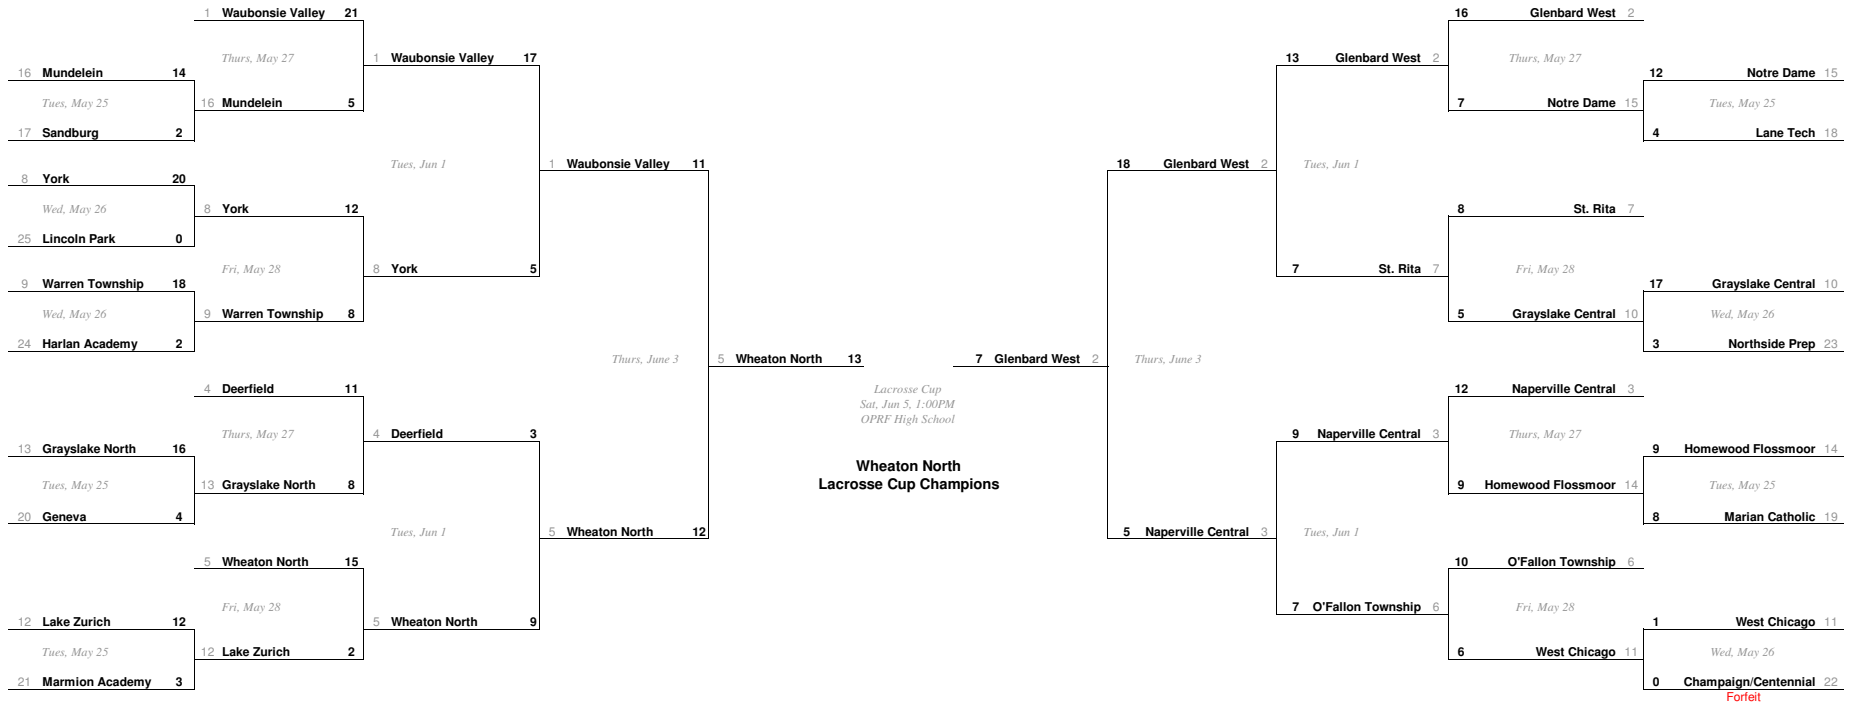 1 Waubonsie Valley 21
16 Glenbard West 2
Thurs, May 27
1 Waubonsie Valley 17
13 Glenbard West 2
Thurs, May 27
16 Mundelein 14
12 Notre Dame 15
Tues, May 25
16 Mundelein 5
7 Notre Dame 15
Tues, May 25
17 Sandburg 2
4 Lane Tech 18
Tues, Jun 1
1 Waubonsie Valley 11
18 Glenbard West 2
Tues, Jun 1
8 York 20
Wed, May 26
8 York 12
8 St. Rita 7
25 Lincoln Park 0
Fri, May 28
8 York 5
7 St. Rita 7
Fri, May 28
9 Warren Township 18
17 Grayslake Central 10
Wed, May 26
9 Warren Township 8
5 Grayslake Central 10
Wed, May 26
24 Harlan Academy 2
3 Northside Prep 23
Thurs, June 3
5 Wheaton North 13
7 Glenbard West 2
Thurs, June 3
4 Deerfield 11
Lacrosse Cup
Sat, Jun 5, 1:00PM
OPRF High School
12 Naperville Central 3
Thurs, May 27
4 Deerfield 3
9 Naperville Central 3
Thurs, May 27
13 Grayslake North 16
9 Homewood Flossmoor 14
Wheaton North
Lacrosse Cup Champions
Tues, May 25
13 Grayslake North 8
9 Homewood Flossmoor 14
Tues, May 25
20 Geneva 4
8 Marian Catholic 19
Tues, Jun 1
5 Wheaton North 12
5 Naperville Central 3
Tues, Jun 1
5 Wheaton North 15
10 O'Fallon Township 6
Fri, May 28
7 O'Fallon Township 6
Fri, May 28
12 Lake Zurich 12
5 Wheaton North 9
1 West Chicago 11
Tues, May 25
12 Lake Zurich 2
6 West Chicago 11
Wed, May 26
21 Marmion Academy 3
0 Champaign/Centennial 22
Forfeit